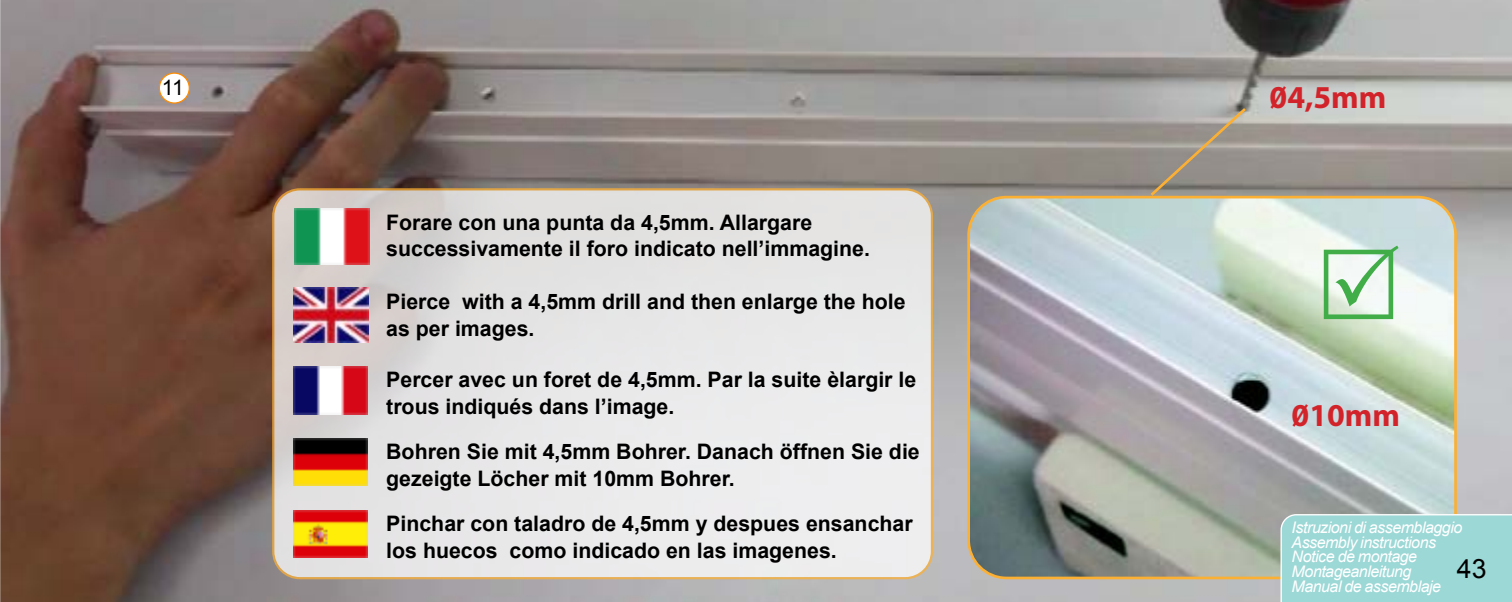 11
Ø4,5mm
Forare con una punta da 4,5mm. Allargare
successivamente il foro indicato nell’immagine.
Pierce  with a 4,5mm drill and then enlarge the hole
as per images.
Percer avec un foret de 4,5mm. Par la suite èlargir le
trous indiqués dans l’image.
Bohren Sie mit 4,5mm Bohrer. Danach öffnen Sie die
gezeigte Löcher mit 10mm Bohrer.
Pinchar con taladro de 4,5mm y despues ensanchar
los huecos  como indicado en las imagenes.
Ø10mm
Istruzioni di assemblaggio
Assembly instructions
Notice de montage
Montageanleitung
Manual de assemblaje
43